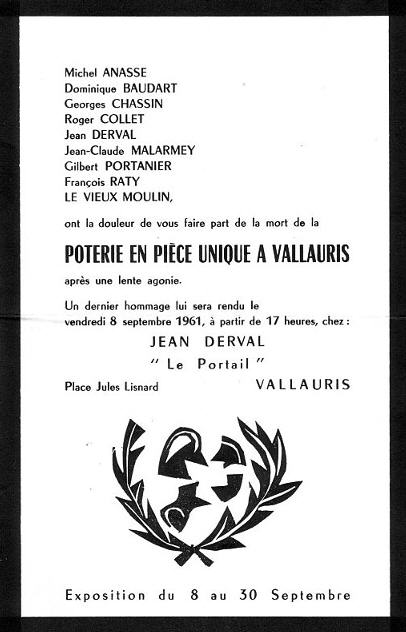 Michel ANASSE
Dominique BAUDART
Georges CHASSIN
Roger COLLET
Jean DERVAL
Jean-Claude MALARMEY
Gilbert PORTANIER
François RATY
LE VIEUX MOULIN,
ont la douleur de vous faire part de la mort de la
POTERIE EN PIÈCE UNIQUE A VALLAURIS
après une lente agonie.
Un dernier hommage lui sera rendu le
vendredi 8 septembre 1961, à partir de 17 heures, chez :
JEAN DERVAL
" Le Portail "
Place Jules Lisnard VALLAURIS
Exposition du 8 au 30 Septembre